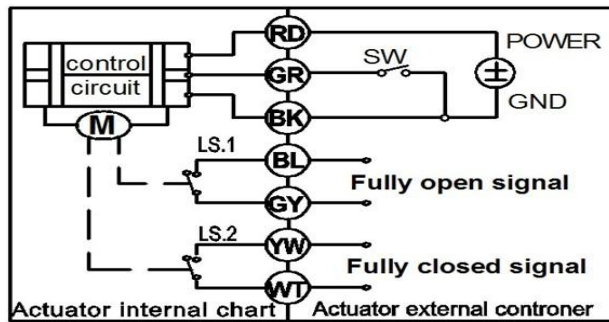 RD
POWER
control
circuit
GR
SW
±
GND
BK
M
LS.1
BL
Fully open signal
GY
LS.2
YW
Fully closed signal
WT
Actuator internal chart
Actuator external controner